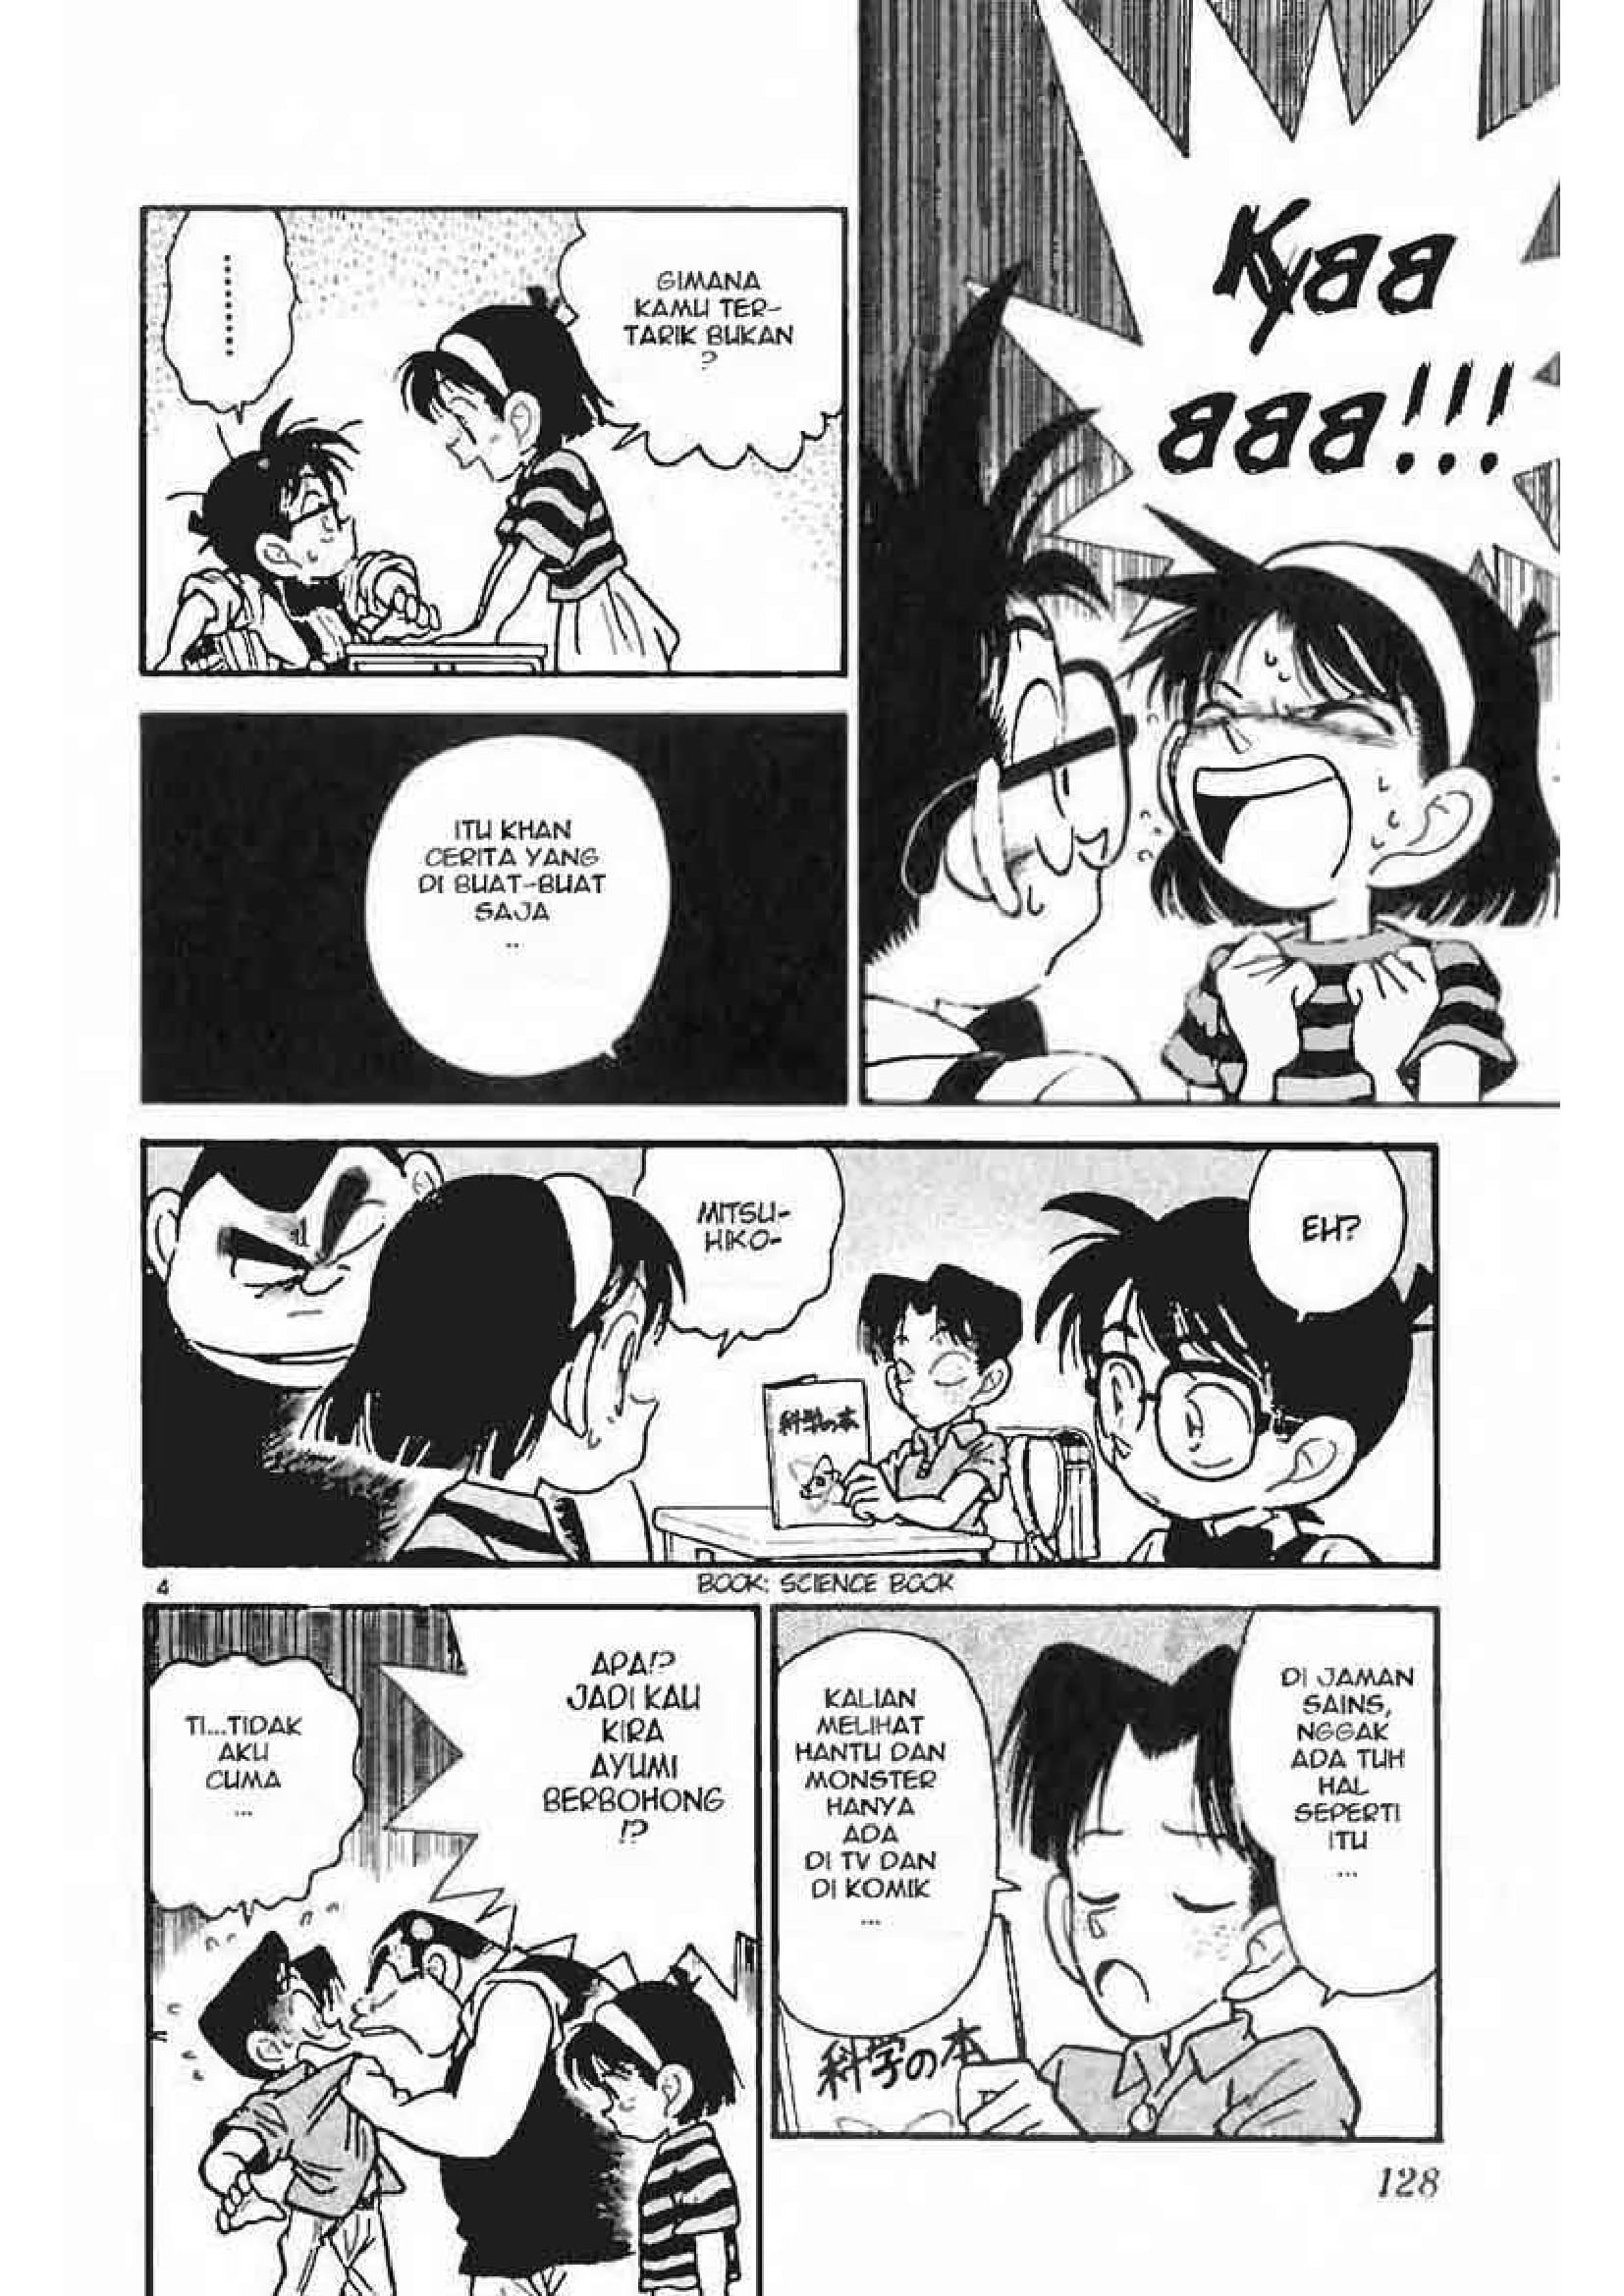 Kyaa
aaa!!!
GIMANA
KAMU TER-
TARIK BUKAN
?
.........
ITU KHAN
CERITA YANG
DI BUAT-BUAT
SAJA
..
EH?
MITSU-
HIKO-
科学の本
4
BOOK: SCIENCE BOOK
DI JAMAN
SAINS,
NGGAK
ADA TUH
HAL
SEPERTI
ITU
...
KALIAN
MELIHAT
HANTU DAN
MONSTER
HANYA
ADA
DI TV DAN
DI KOMIK
...
科学の本
APA!?
JADI KAU
KIRA
AYUMI
BERBOHONG
!?
TI...TIDAK
AKU
CUMA
...
128